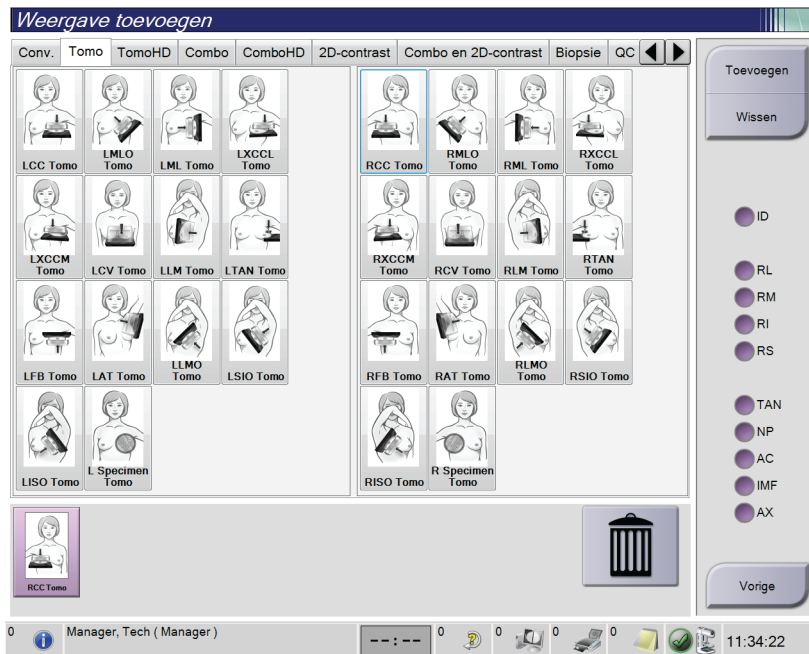 Weergave toevoegen
Conv. Tomo TomoHD Combo ComboHD 2D-contrast Combo en 2D-contrast Biopsie QC
LCC Tomo
LMLO
Tomo
LML Tomo
LXCCL
Tomo
RCC Tomo
RMLO
Tomo
RML Tomo
RXCCL
Tomo
LXCCM
Tomo
LCV Tomo
LLM Tomo
LTAN Tomo
RXCCM
Tomo
RCV Tomo
RLM Tomo
RTAN
Tomo
LFB Tomo
LAT Tomo
LLMO
Tomo
LSIO Tomo
RFB Tomo
RAT Tomo
RLMO
Tomo
RSIO Tomo
LISO Tomo
L Specimen
Tomo
RISO Tomo
R Specimen
Tomo
RCC Tomo
Toevoegen
Wissen
ID
RL
RM
RI
RS
TAN
NP
AC
IMF
AX
Vorige
0 Manager, Tech ( Manager ) --:-- 0 0 0 0 11:34:22